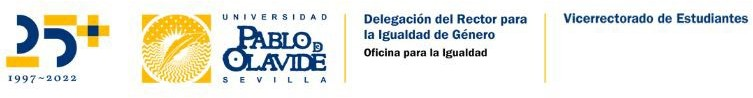 25+
1997~2022
UNIVERSIDAD
PABLO DE
OLAVIDE
SEVILLA
Delegación del Rector para
la Igualdad de Género
Oficina para la Igualdad
Vicerrectorado de Estudiantes